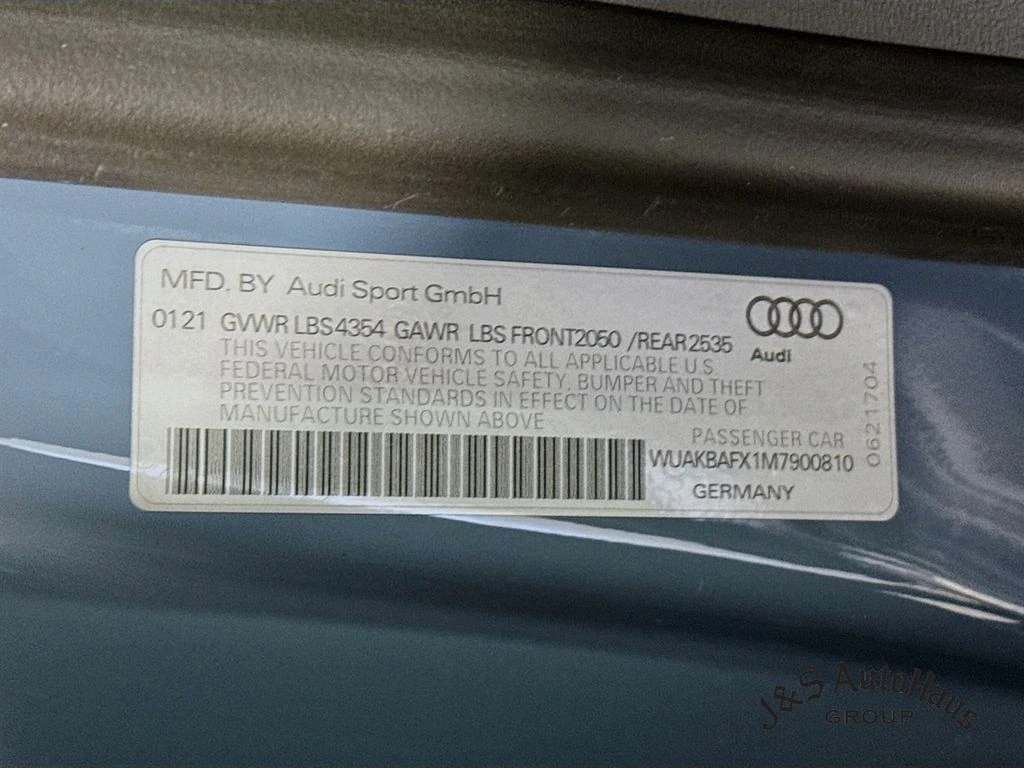 MFD. BY Audi Sport GmbH
0121 GVWR LBS 4354 GAWR LBS FRONT2050 /REAR2535
THIS VEHICLE CONFORMS TO ALL APPLICABLE U.S
FEDERAL MOTOR VEHICLE SAFETY, BUMPER AND THEFT
PREVENTION STANDARDS IN EFFECT ON THE DATE OF
MANUFACTURE SHOWN ABOVE
Audi
PASSENGER CAR
WUAKBAFX1M7900810
GERMANY
0621704
J&S AutoHaus
GROUP